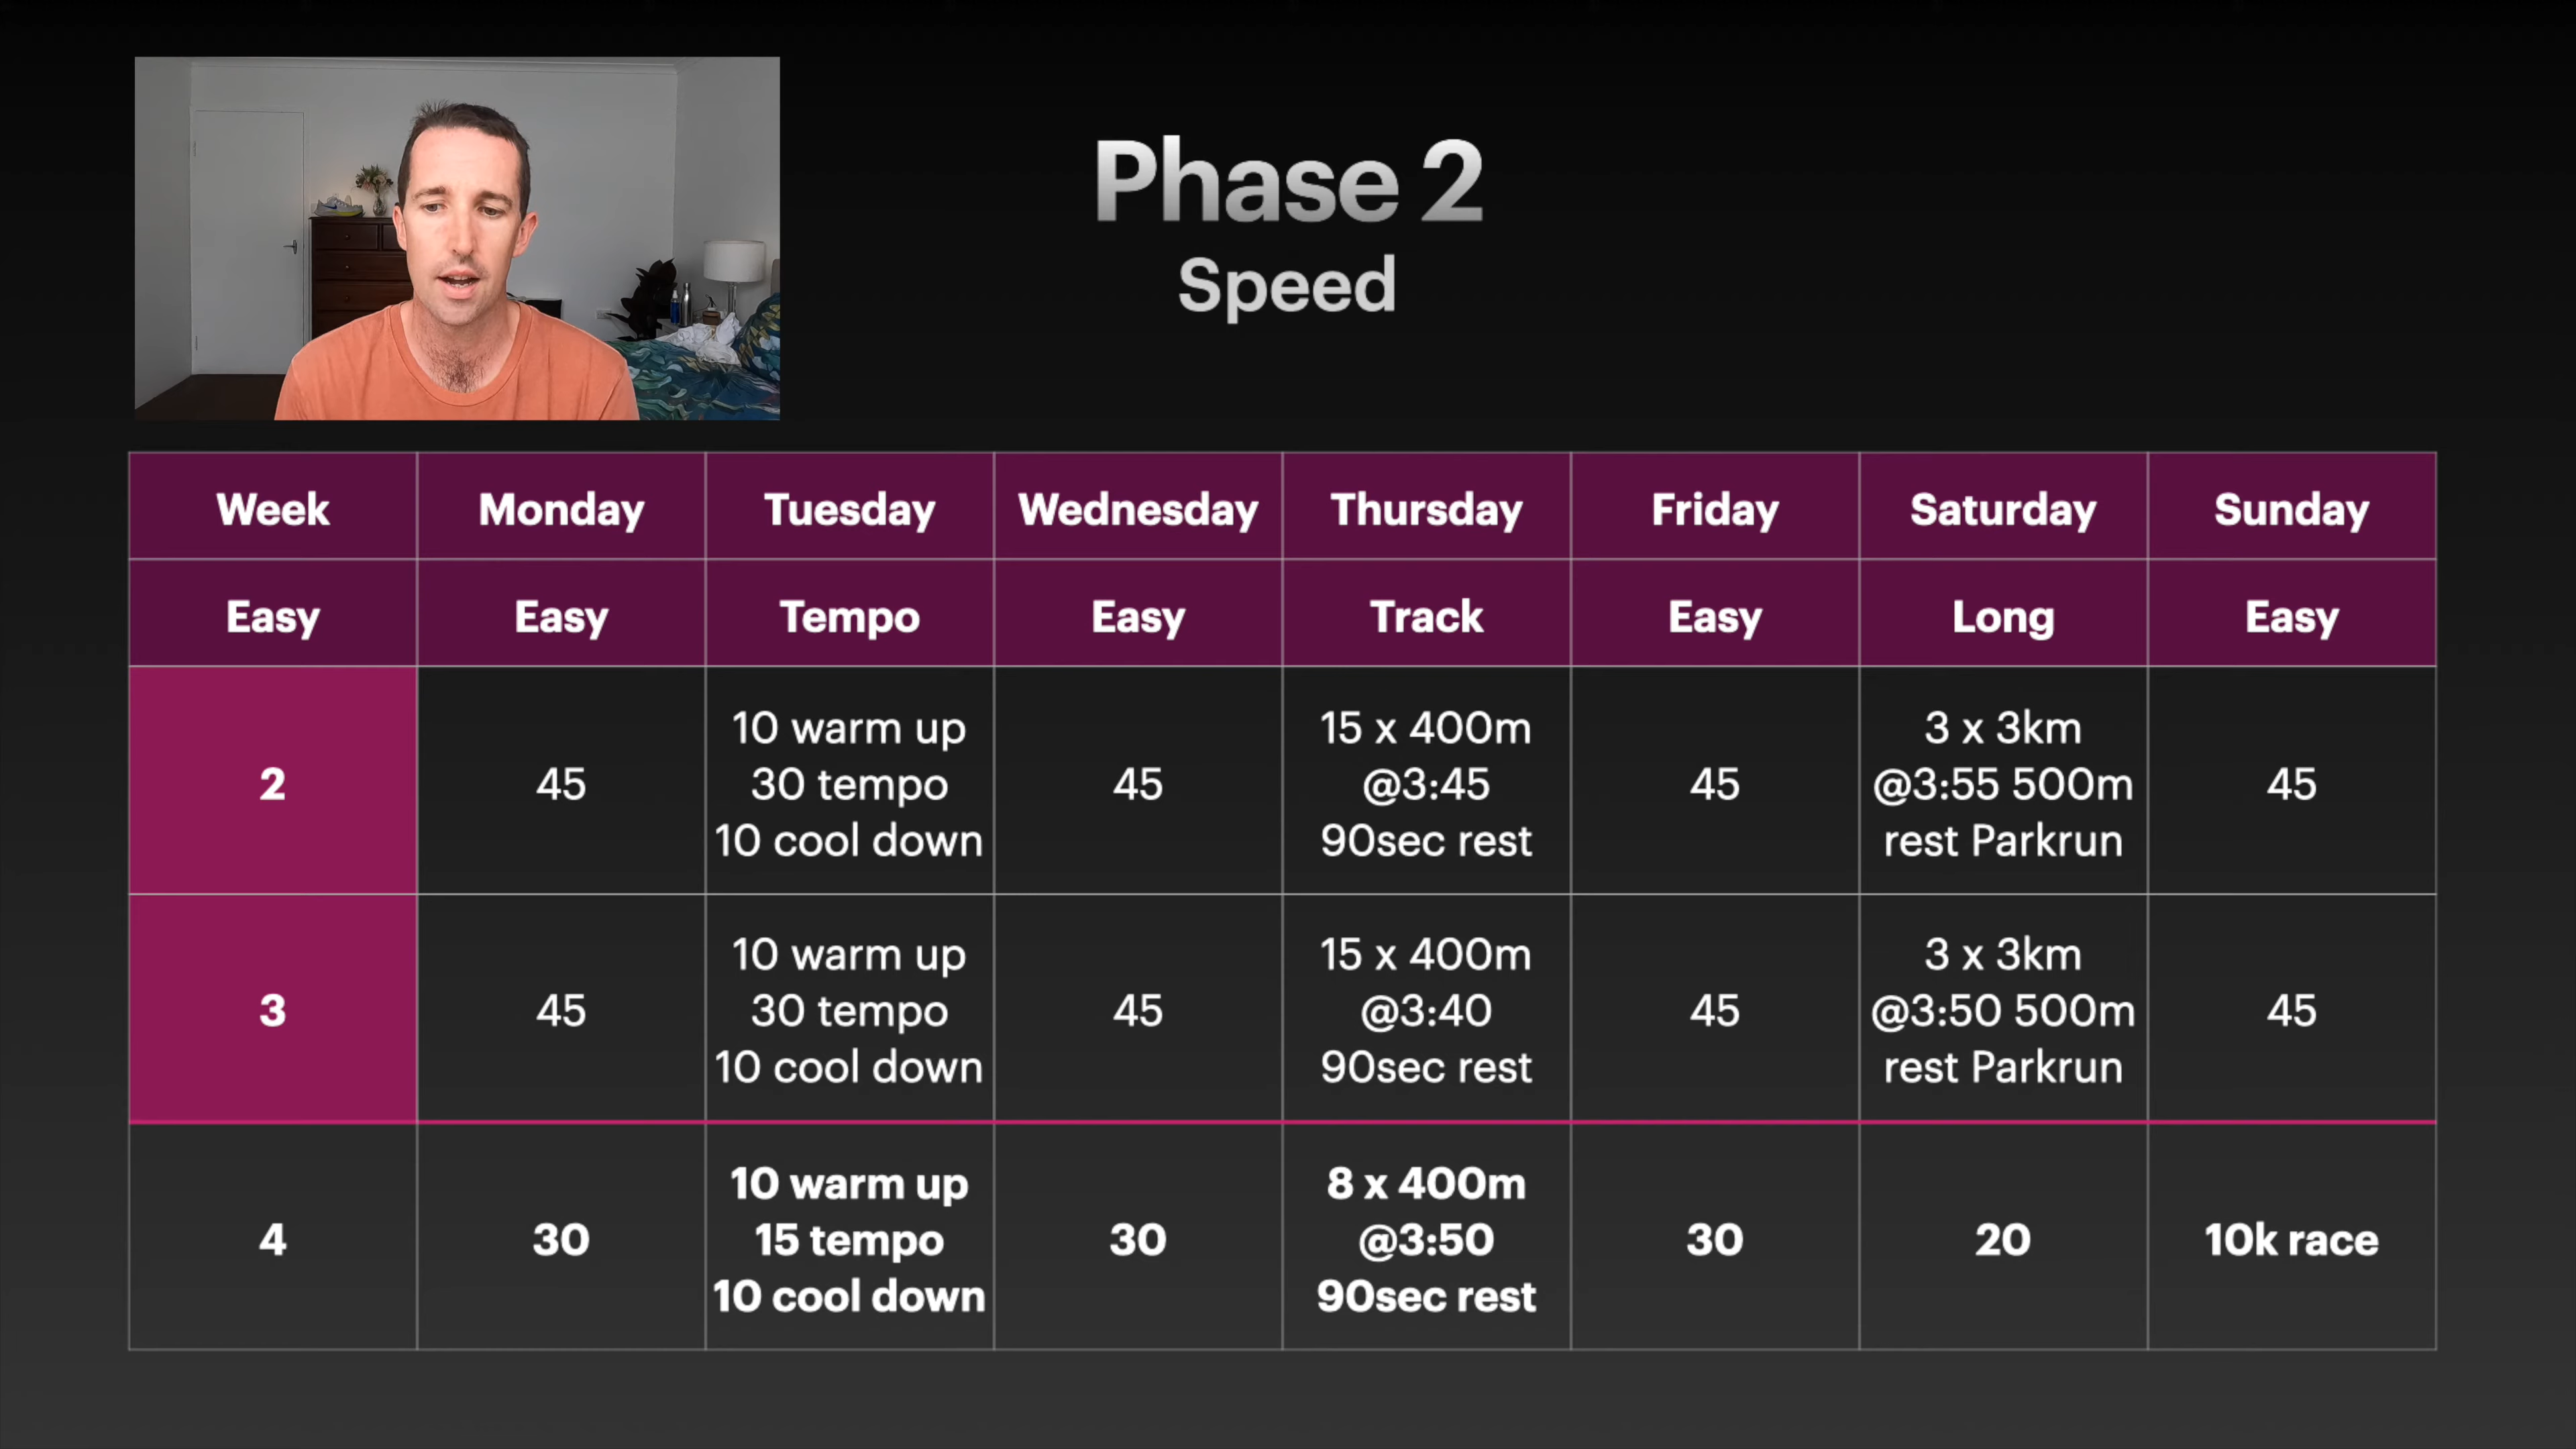 Phase 2
Speed
Week Monday Tuesday Wednesday Thursday Friday Saturday Sunday
Easy Easy Tempo Easy Track Easy Long Easy
2
45
10 warm up
30 tempo
10 cool down
45
15 x 400m
@3:45
90sec rest
45
3 x 3km
@3:55 500m
rest Parkrun
45
3
45
10 warm up
30 tempo
10 cool down
45
15 x 400m
@3:40
90sec rest
45
3 x 3km
@3:50 500m
rest Parkrun
45
4
30
10 warm up
15 tempo
10 cool down
30
8 x 400m
@3:50
90sec rest
30
20
10k race